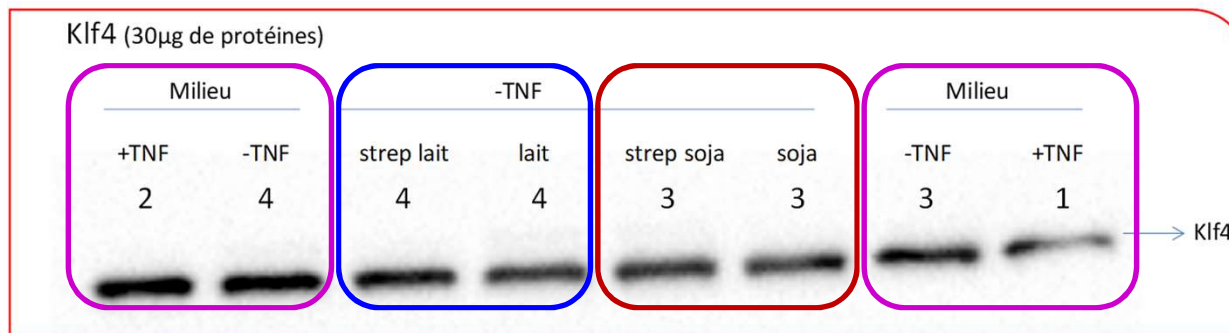 Klf4 (30µg de protéines)
Milieu -TNF Milieu
+TNF -TNF strep lait lait strep soja soja -TNF +TNF
2 4 4 4 3 3 3 1
Klf4